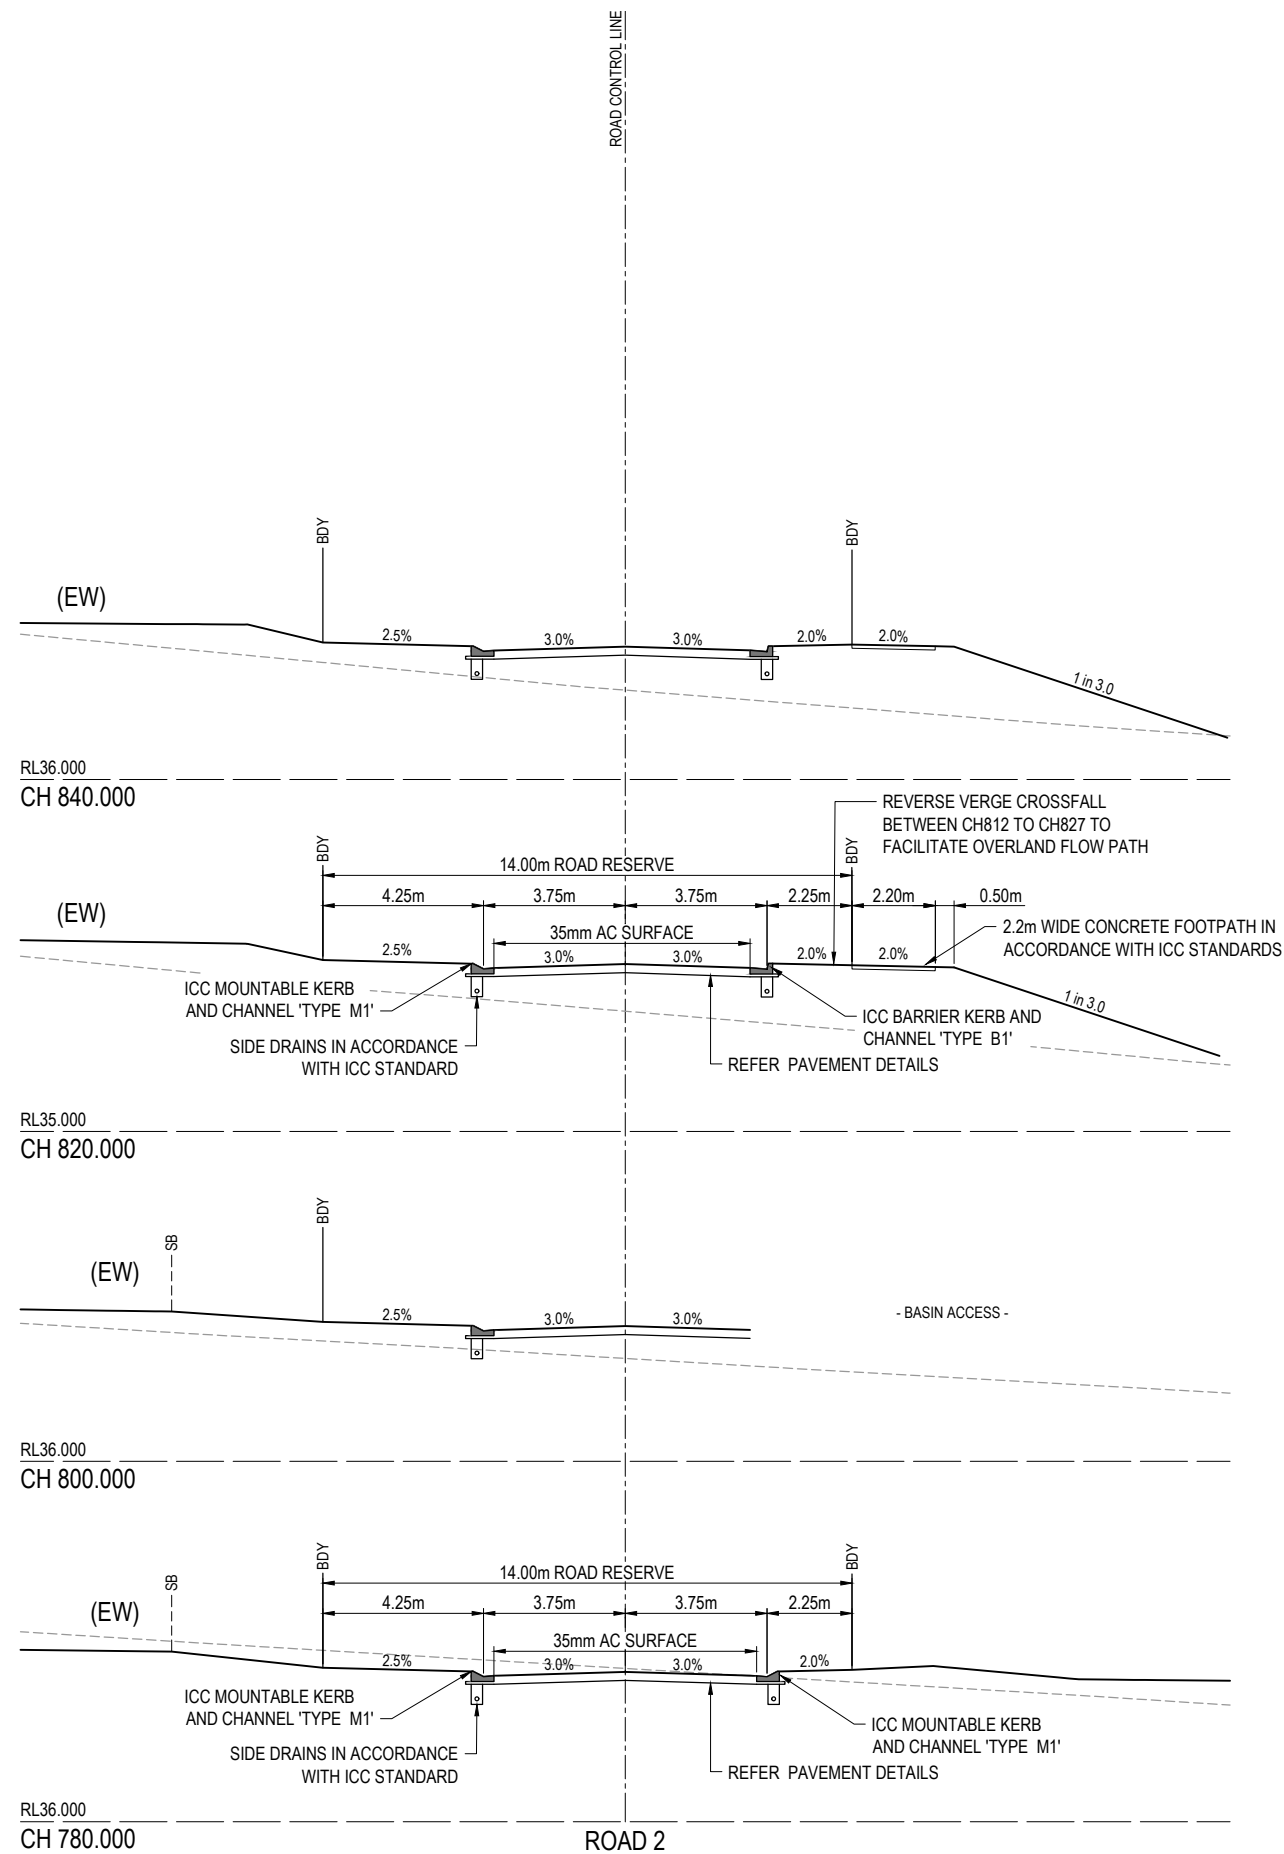 ROAD CONTROL LINE
BDY
BDY
(EW)
2.5%
3.0%
3.0%
2.0%
2.0%
1 in 3.0
RL36.000
CH 840.000
REVERSE VERGE CROSSFALL
BETWEEN CH812 TO CH827 TO
FACILITATE OVERLAND FLOW PATH
BDY
BDY
14.00m ROAD RESERVE
4.25m
3.75m
3.75m
2.25m
2.20m
0.50m
(EW)
35mm AC SURFACE
2.2m WIDE CONCRETE FOOTPATH IN
ACCORDANCE WITH ICC STANDARDS
2.5%
3.0%
3.0%
2.0%
2.0%
1 in 3.0
ICC MOUNTABLE KERB
AND CHANNEL 'TYPE M1'
ICC BARRIER KERB AND
CHANNEL 'TYPE B1'
SIDE DRAINS IN ACCORDANCE
WITH ICC STANDARD
REFER PAVEMENT DETAILS
RL35.000
CH 820.000
SB
BDY
(EW)
2.5%
3.0%
3.0%
- BASIN ACCESS -
RL36.000
CH 800.000
SB
BDY
BDY
14.00m ROAD RESERVE
4.25m
3.75m
3.75m
2.25m
(EW)
35mm AC SURFACE
2.5%
3.0%
3.0%
2.0%
ICC MOUNTABLE KERB
AND CHANNEL 'TYPE M1'
ICC MOUNTABLE KERB
AND CHANNEL 'TYPE M1'
SIDE DRAINS IN ACCORDANCE
WITH ICC STANDARD
REFER PAVEMENT DETAILS
RL36.000
CH 780.000
ROAD 2